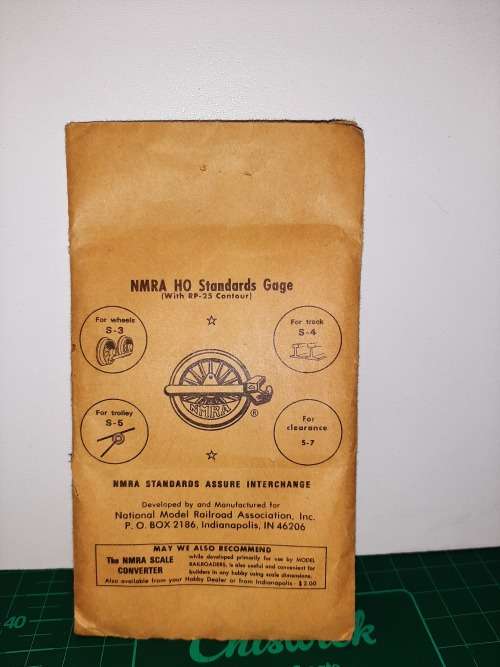 NMRA HO Standards Gage
(With RP-25 Contour)
For wheels
S-3
For track
S-4
NMRA
®
For trolley
S-5
For
clearance
S-7
NMRA STANDARDS ASSURE INTERCHANGE
Developed by and Manufactured for
National Model Railroad Association, Inc.
P. O. BOX 2186, Indianapolis, IN 46206
MAY WE ALSO RECOMMEND
The NMRA SCALE
CONVERTER
while developed primarily for use by MODEL
RAILROADERS, is also useful and convenient for
builders in any hobby using scale dimensions.
Also available from your Hobby Dealer or from Indianapolis - $2.00
40
Chiswick